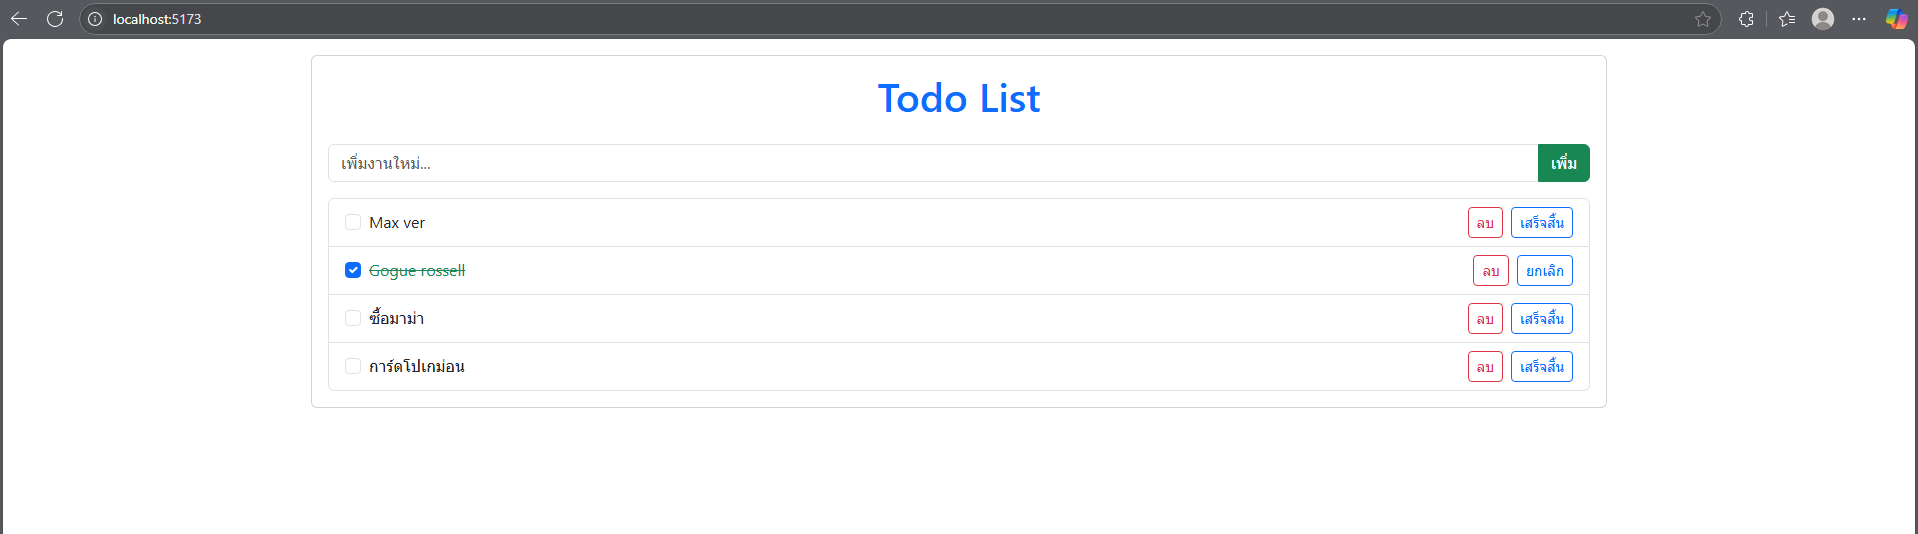 localhost:5173
Todo List
เพิ่มงานใหม่...
เพิ่ม
Max ver ลบ เสร็จสิ้น
Gogue rossell ลบ ยกเลิก
ซื้อมาม่า ลบ เสร็จสิ้น
การ์ดโปเกม่อน ลบ เสร็จสิ้น